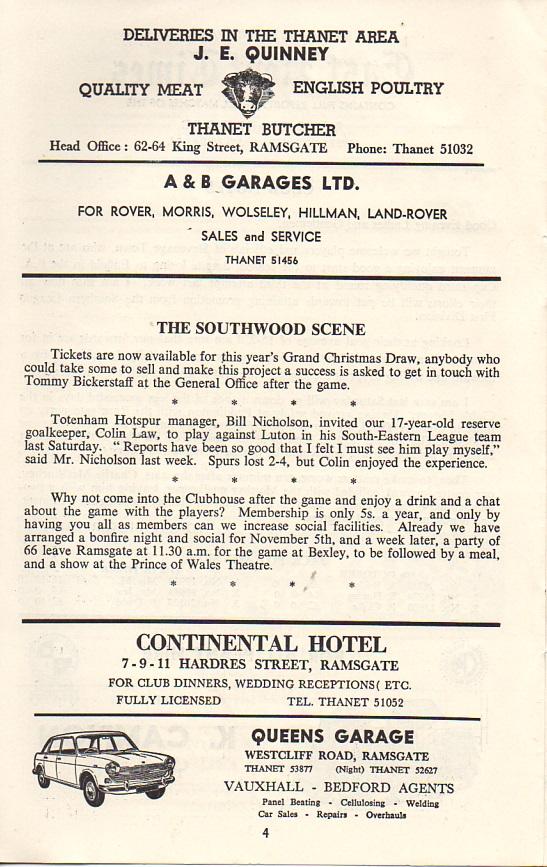 DELIVERIES IN THE THANET AREA
J. E. QUINNEY
QUALITY MEAT ENGLISH POULTRY
THANET BUTCHER
Head Office : 62-64 King Street, RAMSGATE Phone: Thanet 51032
A & B GARAGES LTD.
FOR ROVER, MORRIS, WOLSELEY, HILLMAN, LAND-ROVER
SALES and SERVICE
THANET 51456
THE SOUTHWOOD SCENE
Tickets are now available for this year's Grand Christmas Draw, anybody who
could take some to sell and make this project a success is asked to get in touch with
Tommy Bickerstaff at the General Office after the game.
* * * *
Totenham Hotspur manager, Bill Nicholson, invited our 17-year-old reserve
goalkeeper, Colin Law, to play against Luton in his South-Eastern League team
last Saturday. " Reports have been so good that I felt I must see him play myself,"
said Mr. Nicholson last week. Spurs lost 2-4, but Colin enjoyed the experience.
* * * *
Why not come into the Clubhouse after the game and enjoy a drink and a chat
about the game with the players? Membership is only 5s. a year, and only by
having you all as members can we increase social facilities. Already we have
arranged a bonfire night and social for November 5th, and a week later, a party of
66 leave Ramsgate at 11.30 a.m. for the game at Bexley, to be followed by a meal,
and a show at the Prince of Wales Theatre.
* * * *
CONTINENTAL HOTEL
7-9-11 HARDRES STREET, RAMSGATE
FOR CLUB DINNERS, WEDDING RECEPTIONS( ETC.
FULLY LICENSED TEL. THANET 51052
QUEENS GARAGE
WESTCLIFF ROAD, RAMSGATE
THANET 53877 (Night) THANET 52627
VAUXHALL - BEDFORD AGENTS
Panel Beating - Cellulosing - Welding
Car Sales - Repairs - Overhauls
4